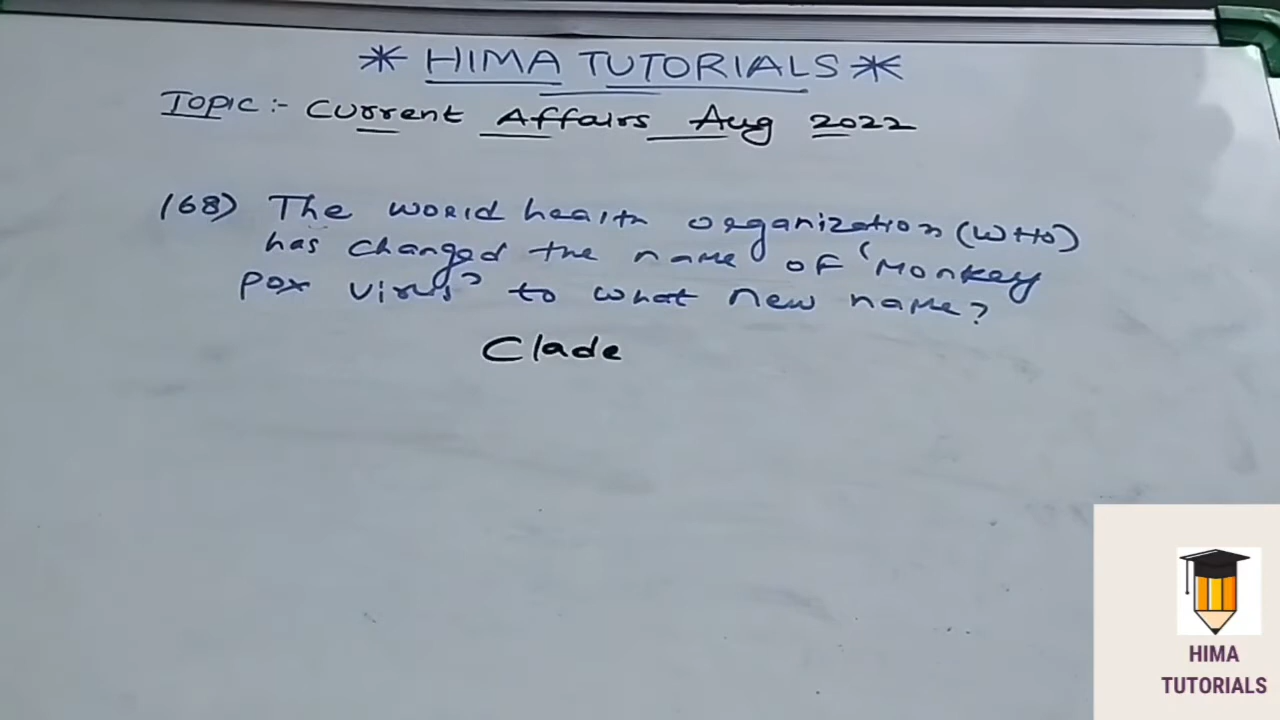 * HIMA TUTORIALS *
Topic :- Current Affairs Aug 2022
(68) The world health organization (WHO)
has changed the name of 'Monkey
pox virus' to what new name?
Clade
HIMA
TUTORIALS